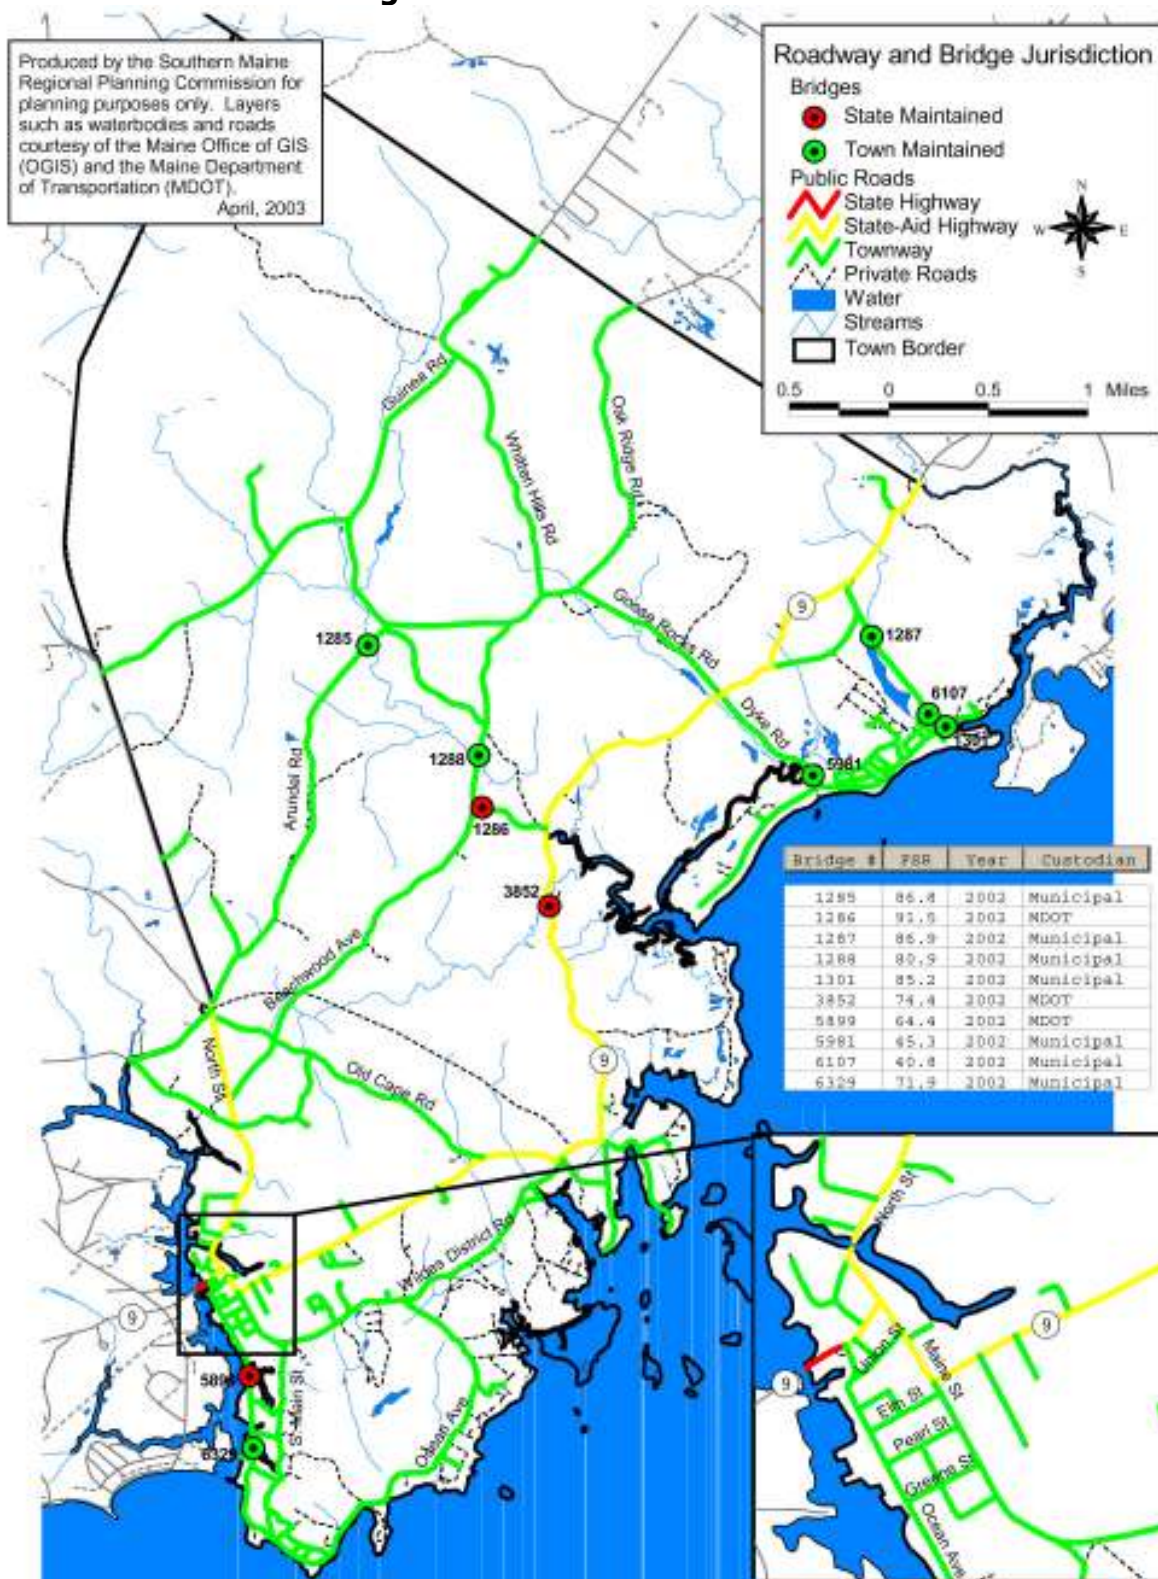 Produced by the Southern Maine
Regional Planning Commission for
planning purposes only. Layers
such as waterbodies and roads
courtesy of the Maine Office of GIS
(OGIS) and the Maine Department
of Transportation (MDOT).
April, 2003
Roadway and Bridge Jurisdiction
Bridges
State Maintained
Town Maintained
Public Roads
State Highway
State-Aid Highway
Townway
Private Roads
Water
Streams
Town Border
N
W E
S
0.5 0 0.5 1 Miles
Guinea Rd
Whitten Hills Rd
Oak Ridge Rd
Goose Rocks Rd
9
1285
1287
Arundel Rd
Dyke Rd
6107
1288
5981
1286
3852
Beechwood Ave
North St
Old Cape Rd
9
Wildes District Rd
9
S Main St
6329
Ocean Ave
Bridge # FSR Year Custodian
1285 86.8 2002 Municipal
1286 91.5 2002 MDOT
1287 86.9 2002 Municipal
1288 80.9 2002 Municipal
1301 85.2 2002 Municipal
3852 74.4 2002 MDOT
5899 64.4 2002 MDOT
5981 45.3 2002 Municipal
6107 40.8 2002 Municipal
6329 71.9 2002 Municipal
North St
9
Union St
Maine St
9
Elm St
Pearl St
Greene St
Ocean Ave